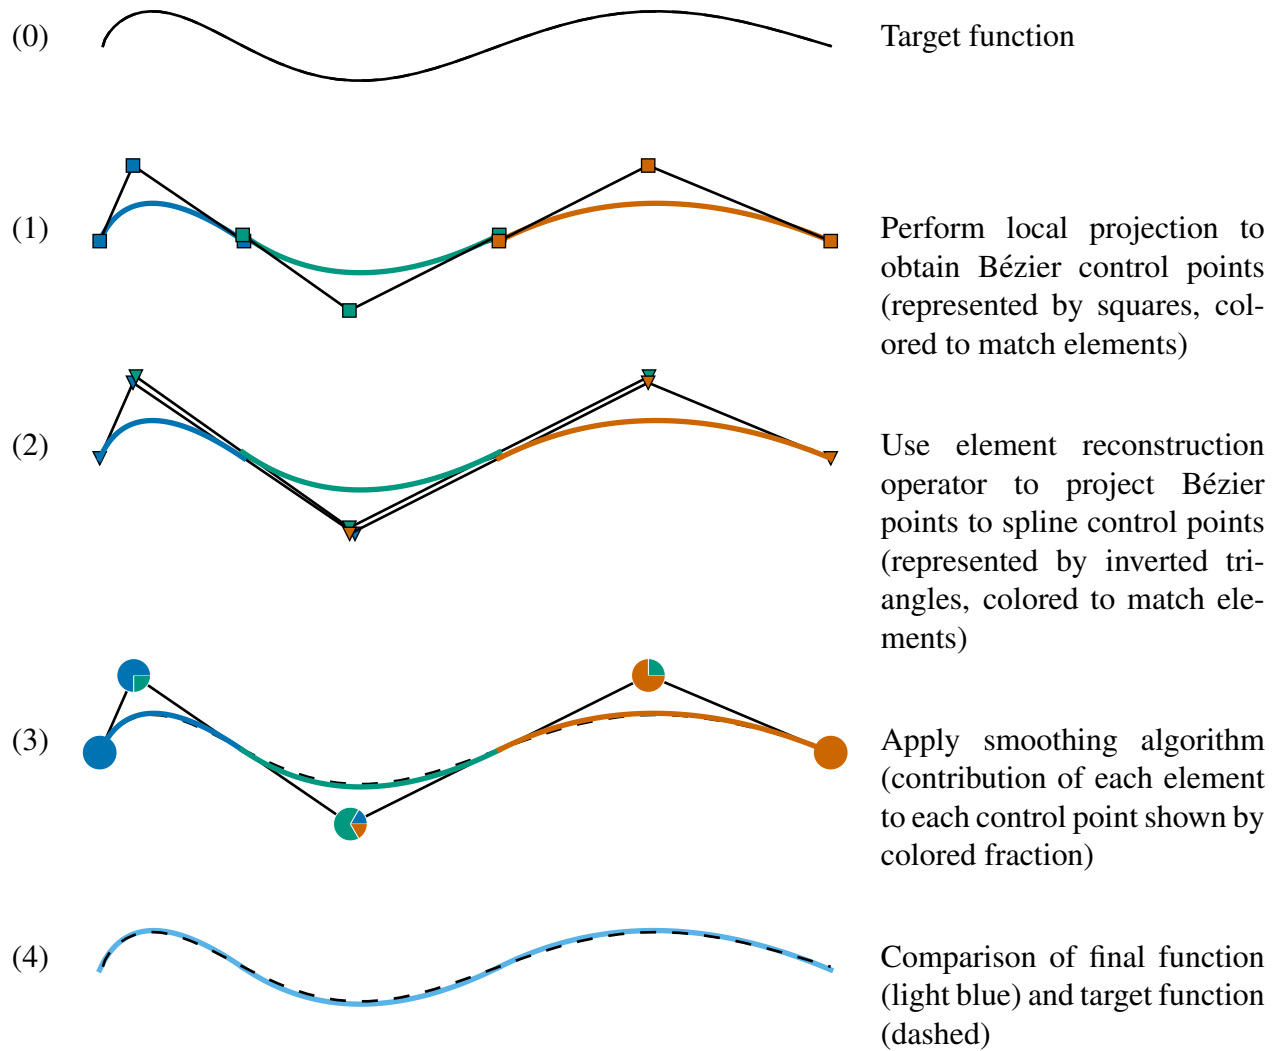 (0)
Target function
(1)
Perform local projection to
obtain Bézier control points
(represented by squares, col-
ored to match elements)
(2)
Use element reconstruction
operator to project Bézier
points to spline control points
(represented by inverted tri-
angles, colored to match ele-
ments)
(3)
Apply smoothing algorithm
(contribution of each element
to each control point shown by
colored fraction)
(4)
Comparison of final function
(light blue) and target function
(dashed)